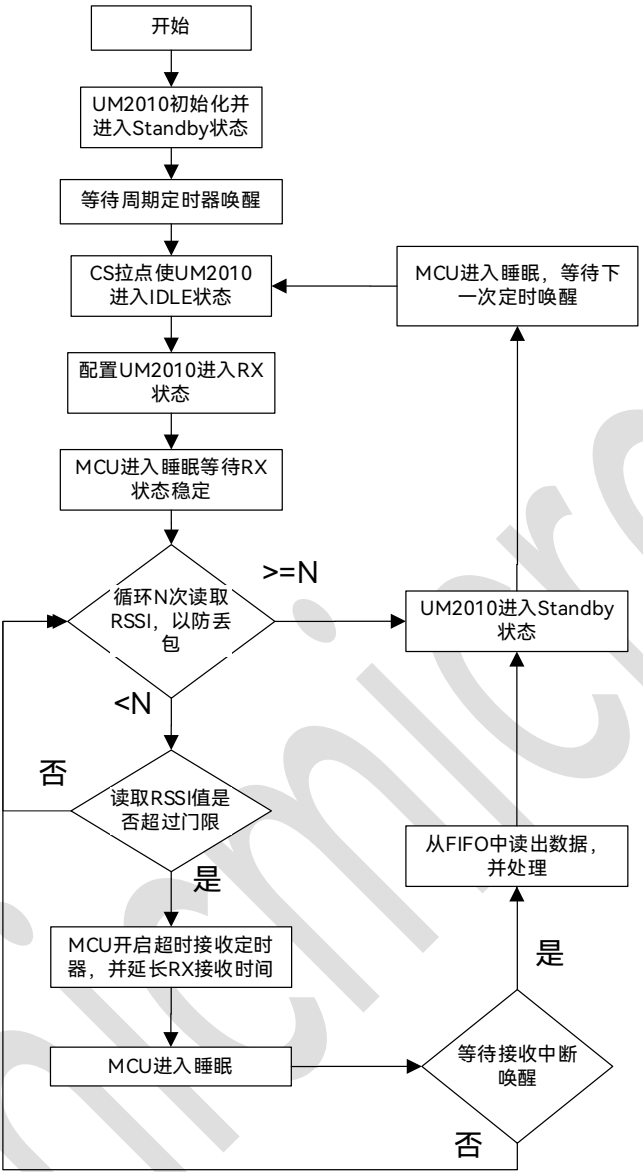 开始
UM2010初始化并
进入Standby状态
等待周期定时器唤醒
CS拉点使UM2010
进入IDLE状态
MCU进入睡眠，等待下
一次定时唤醒
配置UM2010进入RX
状态
MCU进入睡眠等待RX
状态稳定
循环N次读取
RSSI，以防丢
包
>=N
UM2010进入Standby
状态
<N
否
读取RSSI值是
否超过门限
是
从FIFO中读出数据，
并处理
MCU开启超时接收定时
器，并延长RX接收时间
是
MCU进入睡眠
等待接收中断
唤醒
否